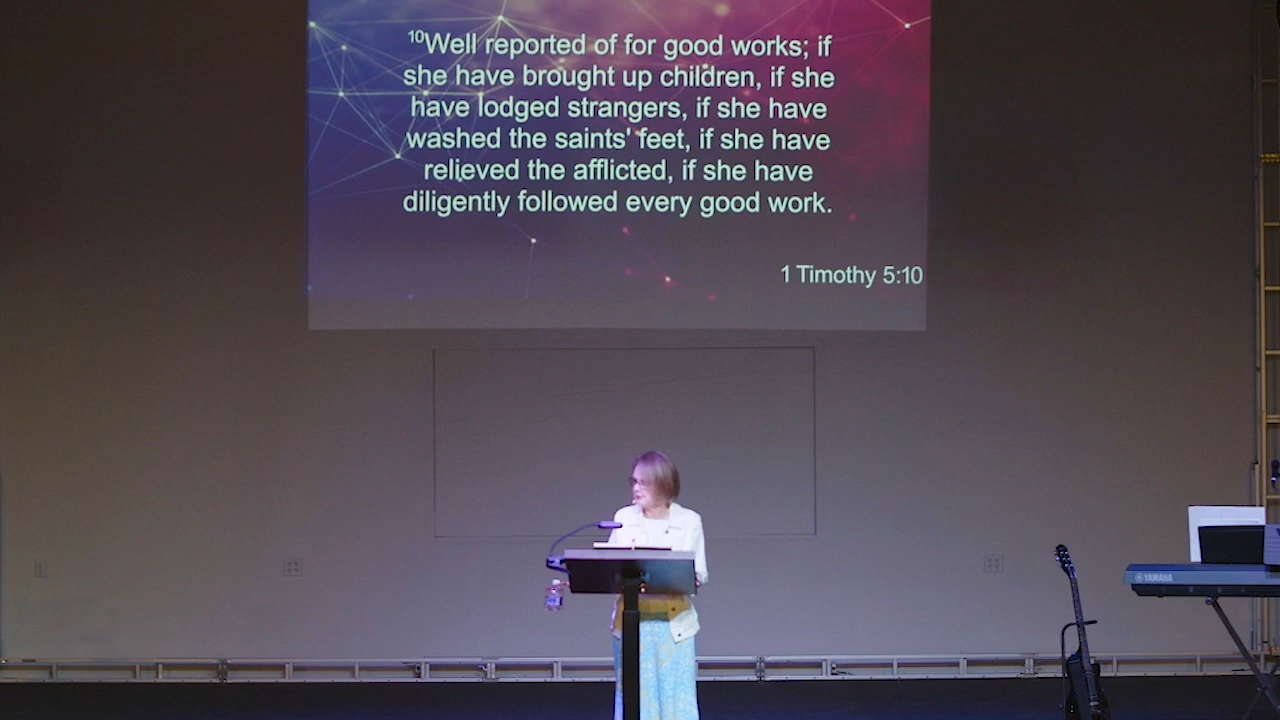 ¹⁰Well reported of for good works; if
she have brought up children, if she
have lodged strangers, if she have
washed the saints' feet, if she have
relieved the afflicted, if she have
diligently followed every good work.
1 Timothy 5:10
YAMAHA